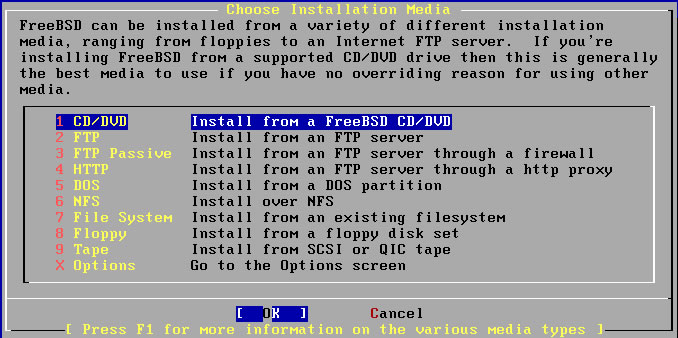 Choose Installation Media
FreeBSD can be installed from a variety of different installation
media, ranging from floppies to an Internet FTP server.  If you're
installing FreeBSD from a supported CD/DVD drive then this is generally
the best media to use if you have no overriding reason for using other
media.
1 CD/DVD Install from a FreeBSD CD/DVD
2 FTP Install from an FTP server
3 FTP Passive Install from an FTP server through a firewall
4 HTTP Install from an FTP server through a http proxy
5 DOS Install from a DOS partition
6 NFS Install over NFS
7 File System Install from an existing filesystem
8 Floppy Install from a floppy disk set
9 Tape Install from SCSI or QIC tape
X Options Go to the Options screen
[ OK ] Cancel
[ Press F1 for more information on the various media types ]